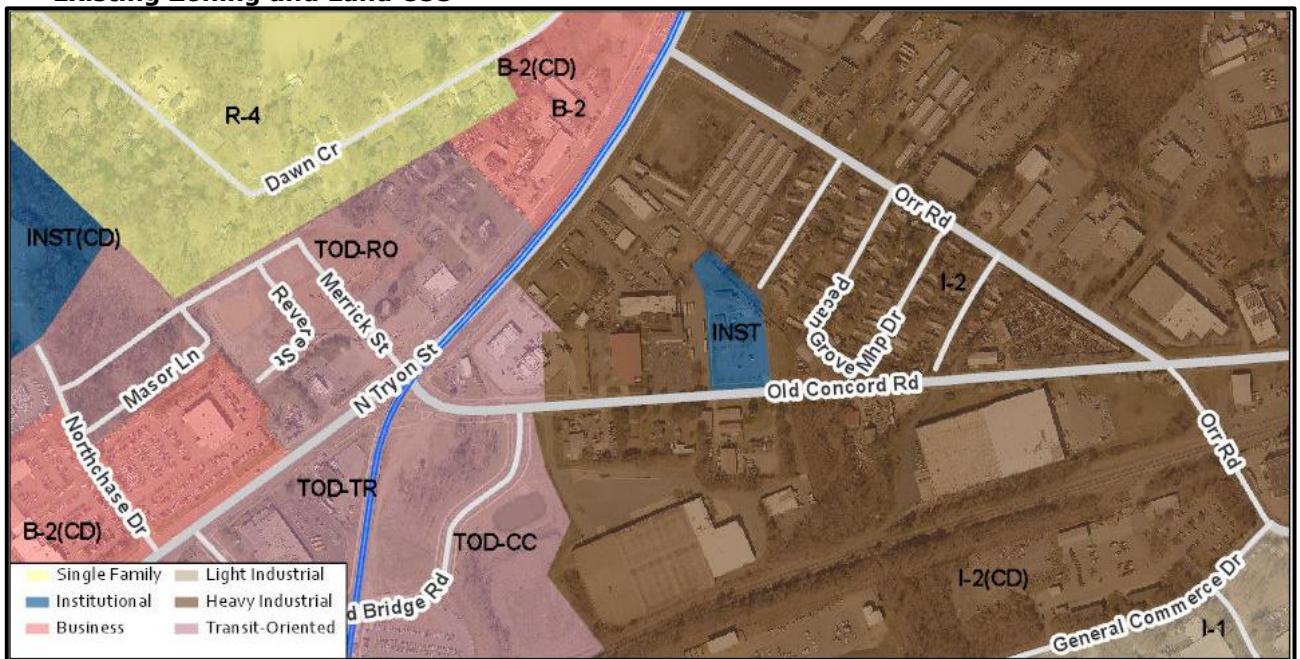 Existing Zoning and Land Use
B-2(CD)
B-2
R-4
Dawn Cr
INST(CD)
TOD-RO
Orr Rd
Merrick St
Revere St
Pecan Grove Mhp Dr
I-2
INST
Masor Ln
N Tryon St
Old Concord Rd
Northchase Dr
Orr Rd
TOD-TR
B-2(CD)
TOD-CC
I-2(CD)
General Commerce Dr
d Bridge Rd
I-1
Single Family
Light Industrial
Institutional
Heavy Industrial
Business
Transit-Oriented